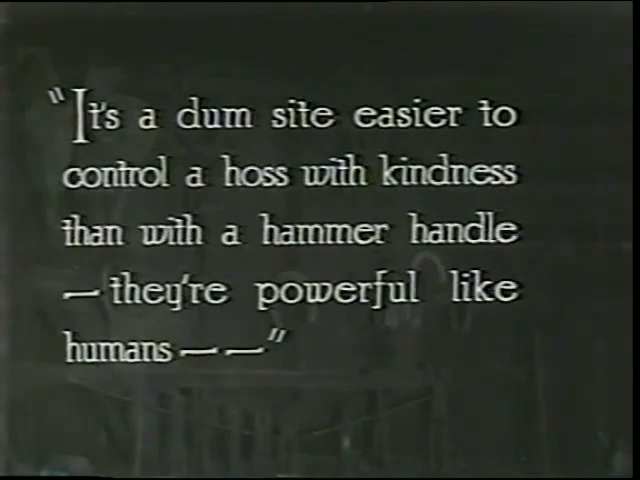 "It's a dum site easier to
control a hoss with kindness
than with a hammer handle
—they're powerful like
humans— —"